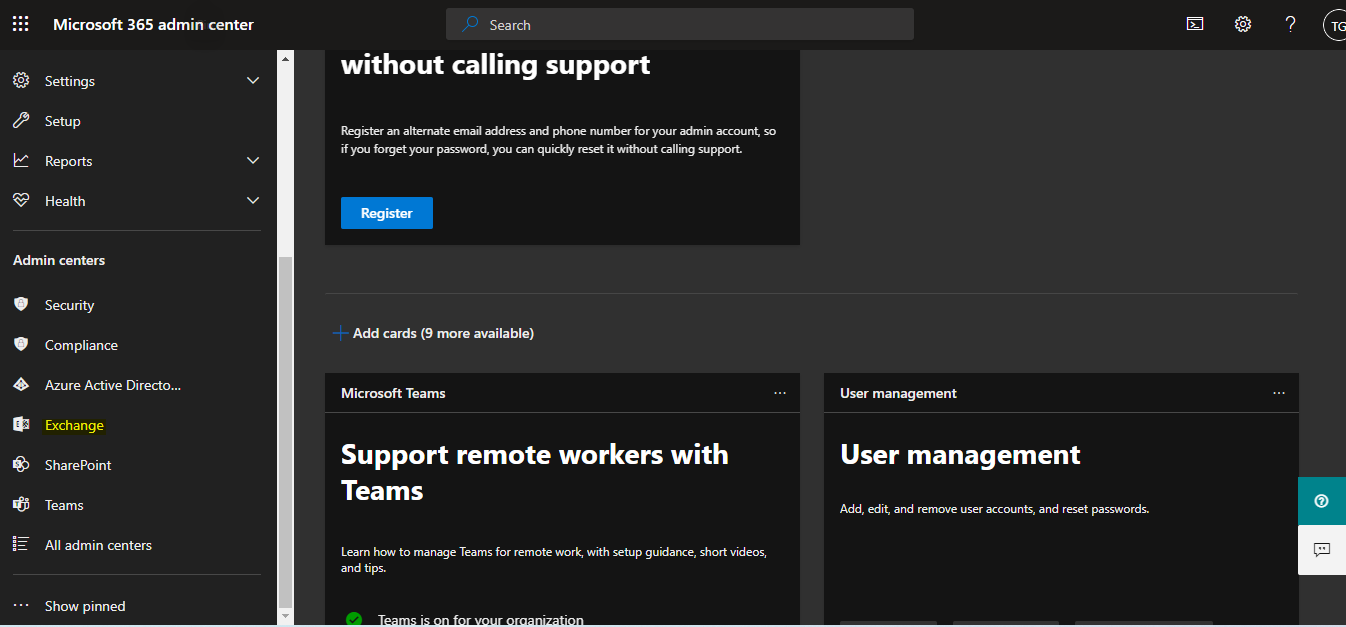 Microsoft 365 admin center
Search
TG
Settings
Setup
Reports
Health
Admin centers
Security
Compliance
Azure Active Directo...
Exchange
SharePoint
Teams
All admin centers
Show pinned
without calling support
Register an alternate email address and phone number for your admin account, so
if you forget your password, you can quickly reset it without calling support.
Register
Add cards (9 more available)
Microsoft Teams
Support remote workers with
Teams
Learn how to manage Teams for remote work, with setup guidance, short videos,
and tips.
Teams is on for your organization
User management
User management
Add, edit, and remove user accounts, and reset passwords.